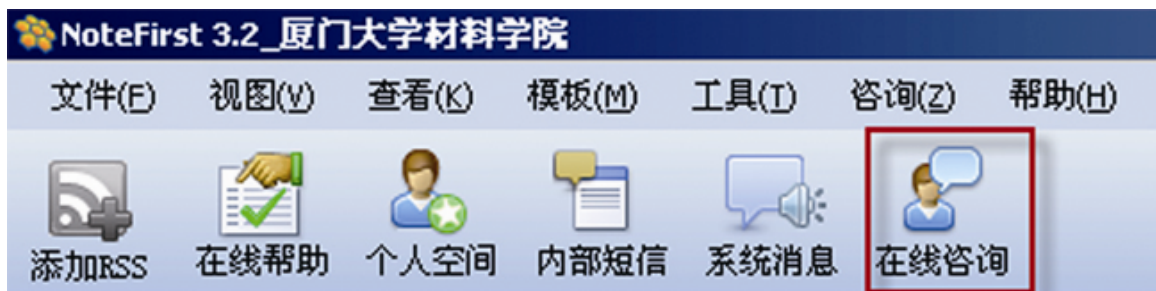 NoteFirst 3.2_厦门大学材料学院
文件(F) 视图(V) 查看(K) 模板(M) 工具(T) 咨询(Z) 帮助(H)
添加RSS 在线帮助 个人空间 内部短信 系统消息 在线咨询